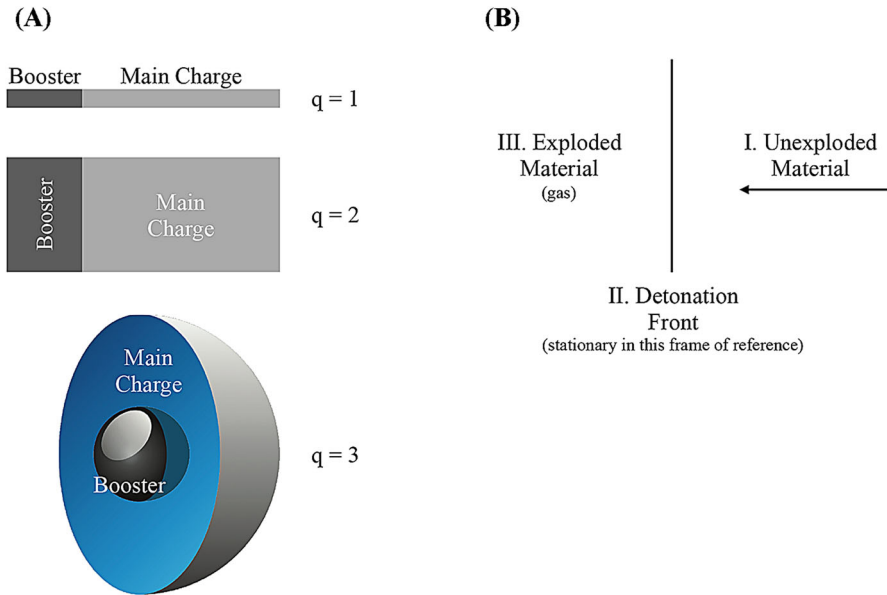 (A)
Booster Main Charge
q = 1
Booster
Main
Charge
q = 2
Main
Charge
Booster
q = 3
(B)
III. Exploded
Material
(gas)
I. Unexploded
Material
II. Detonation
Front
(stationary in this frame of reference)